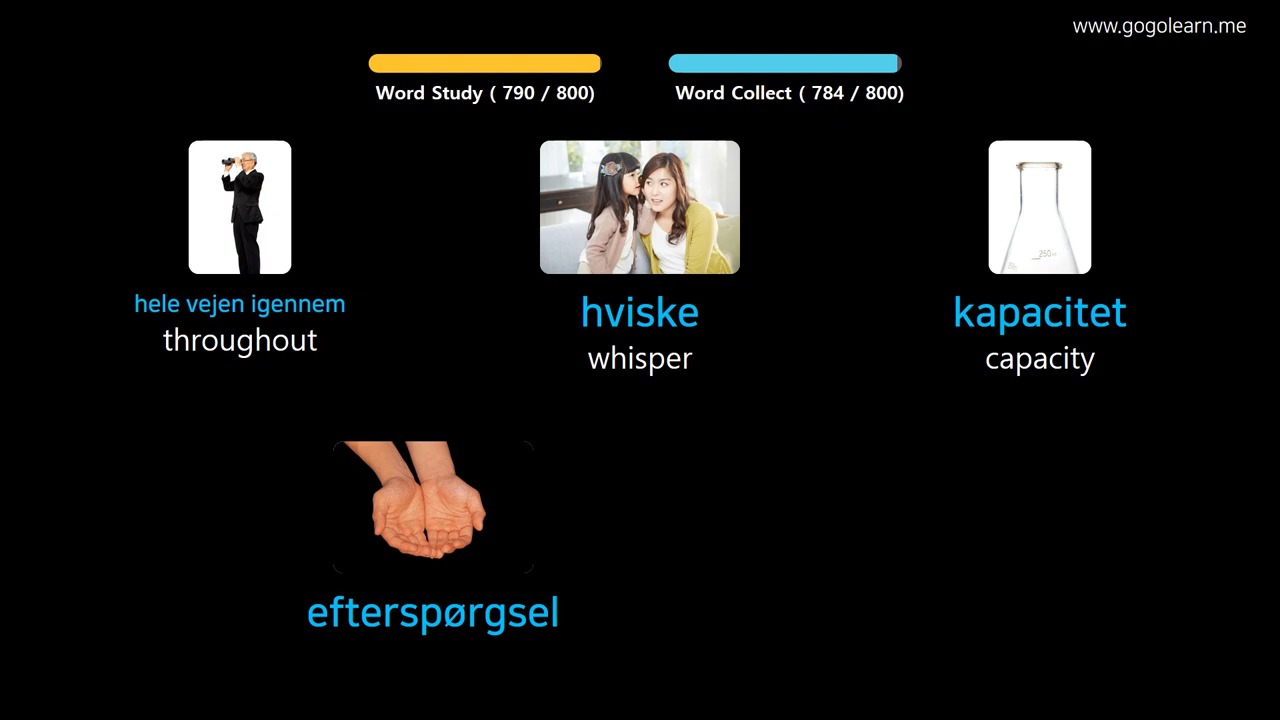 www.gogolearn.me
Word Study ( 790 / 800)
Word Collect ( 784 / 800)
hele vejen igennem
throughout
hviske
whisper
kapacitet
capacity
250
efterspørgsel